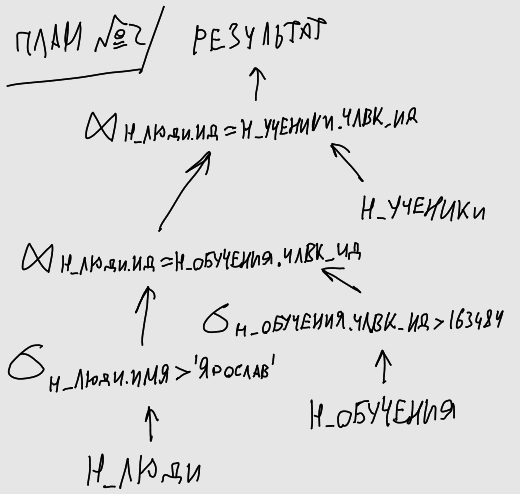 ПЛАН №2
РЕЗУЛЬТАТ
⋈ Н_ЛЮДИ.ИД = Н_УЧЕНИКИ.ЧЛВК_ИД
Н_УЧЕНИКИ
⋈ Н_ЛЮДИ.ИД = Н_ОБУЧЕНИЯ.ЧЛВК_ИД
σ Н_ОБУЧЕНИЯ.ЧЛВК_ИД > 163484
σ Н_ЛЮДИ.ИМЯ > 'ЯРОСЛАВ'
Н_ОБУЧЕНИЯ
Н_ЛЮДИ